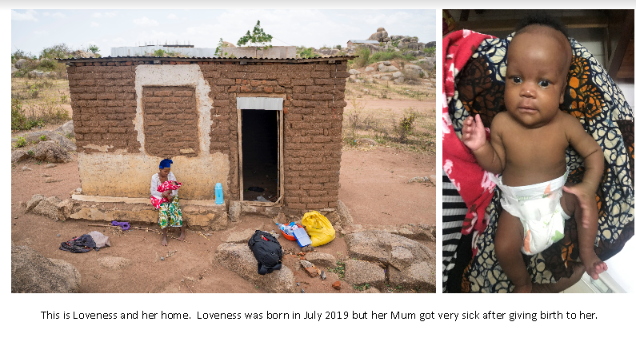 This is Loveness and her home.  Loveness was born in July 2019 but her Mum got very sick after giving birth to her.